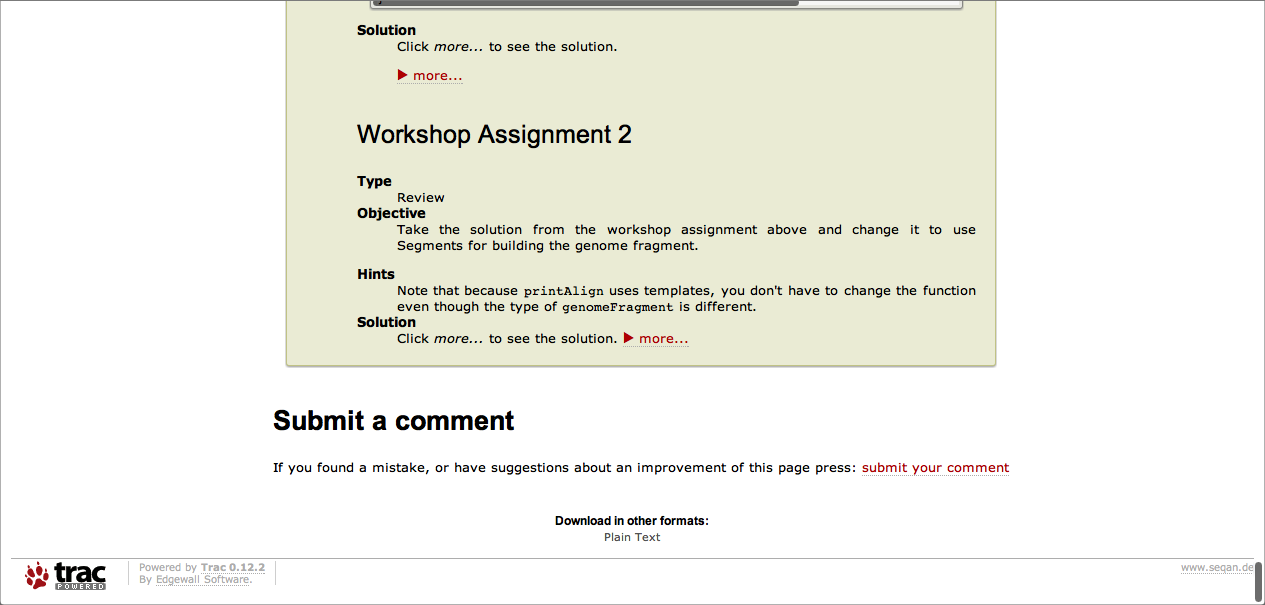 Solution
Click more... to see the solution.
▶ more...
Workshop Assignment 2
Type
Review
Objective
Take the solution from the workshop assignment above and change it to use
Segments for building the genome fragment.
Hints
Note that because printAlign uses templates, you don't have to change the function
even though the type of genomeFragment is different.
Solution
Click more... to see the solution. ▶ more...
Submit a comment
If you found a mistake, or have suggestions about an improvement of this page press: submit your comment
Download in other formats:
Plain Text
trac
POWERED
Powered by Trac 0.12.2
By Edgewall Software.
www.seqan.de